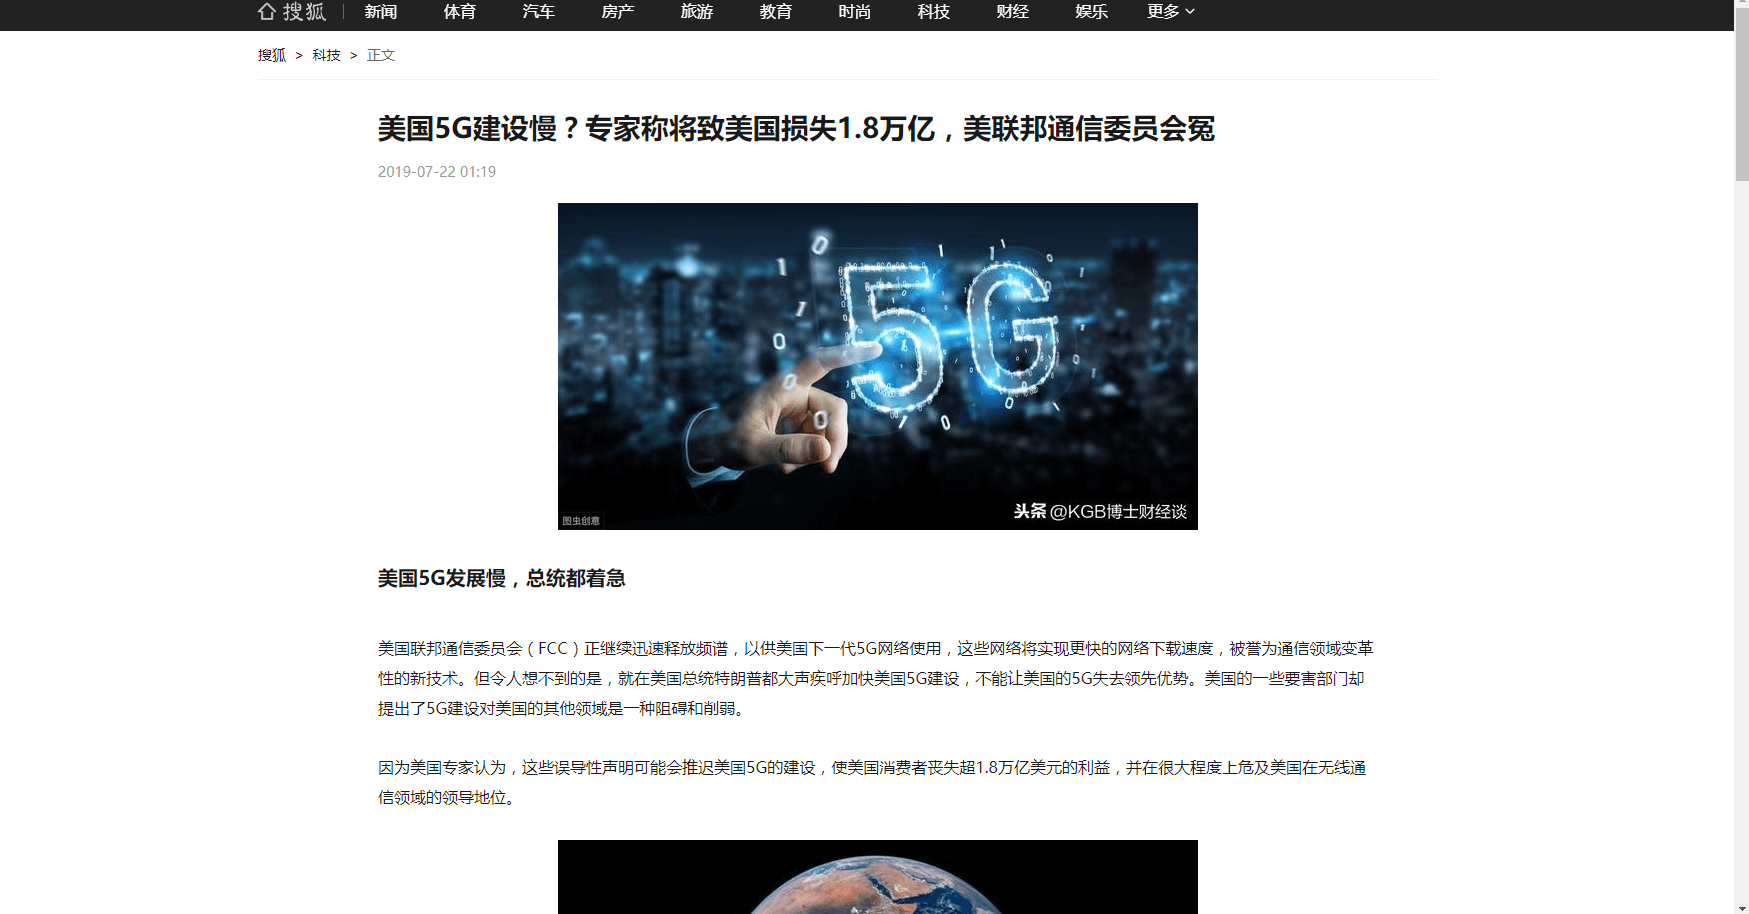 搜狐 新闻 体育 汽车 房产 旅游 教育 时尚 科技 财经 娱乐 更多
搜狐 > 科技 > 正文
美国5G建设慢？专家称将致美国损失1.8万亿，美联邦通信委员会冤
2019-07-22 01:19
5G
头条 @KGB博士财经谈
图虫创意
美国5G发展慢，总统都着急
美国联邦通信委员会（FCC）正继续迅速释放频谱，以供美国下一代5G网络使用，这些网络将实现更快的网络下载速度，被誉为通信领域变革
性的新技术。但令人想不到的是，就在美国总统特朗普都大声疾呼加快美国5G建设，不能让美国的5G失去领先优势。美国的一些要害部门却
提出了5G建设对美国的其他领域是一种阻碍和削弱。
因为美国专家认为，这些误导性声明可能会推迟美国5G的建设，使美国消费者丧失超1.8万亿美元的利益，并在很大程度上危及美国在无线通
信领域的领导地位。